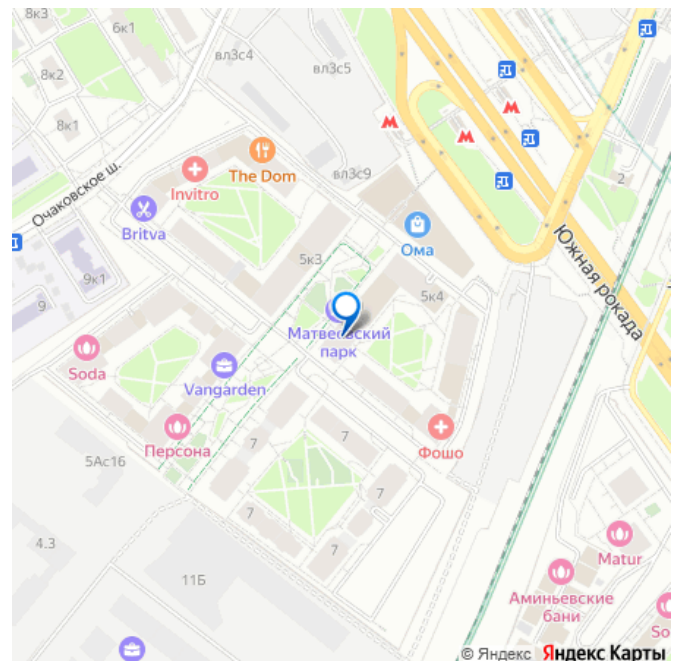 8к3
6к1
вл3с5
вл3с4
8к2
8к1
The Dom
вл3с9
Invitro
Очаковское ш.
2
Britva
Ома
Южная рокада
5к3
9к1
5к4
9
Матвеевский
парк
Soda
Vangarden
Фошо
Персона
7
7
5Ас16
7
7
4.3
11Б
Matur
Аминьевские
бани
So
© Яндекс Яндекс Карты